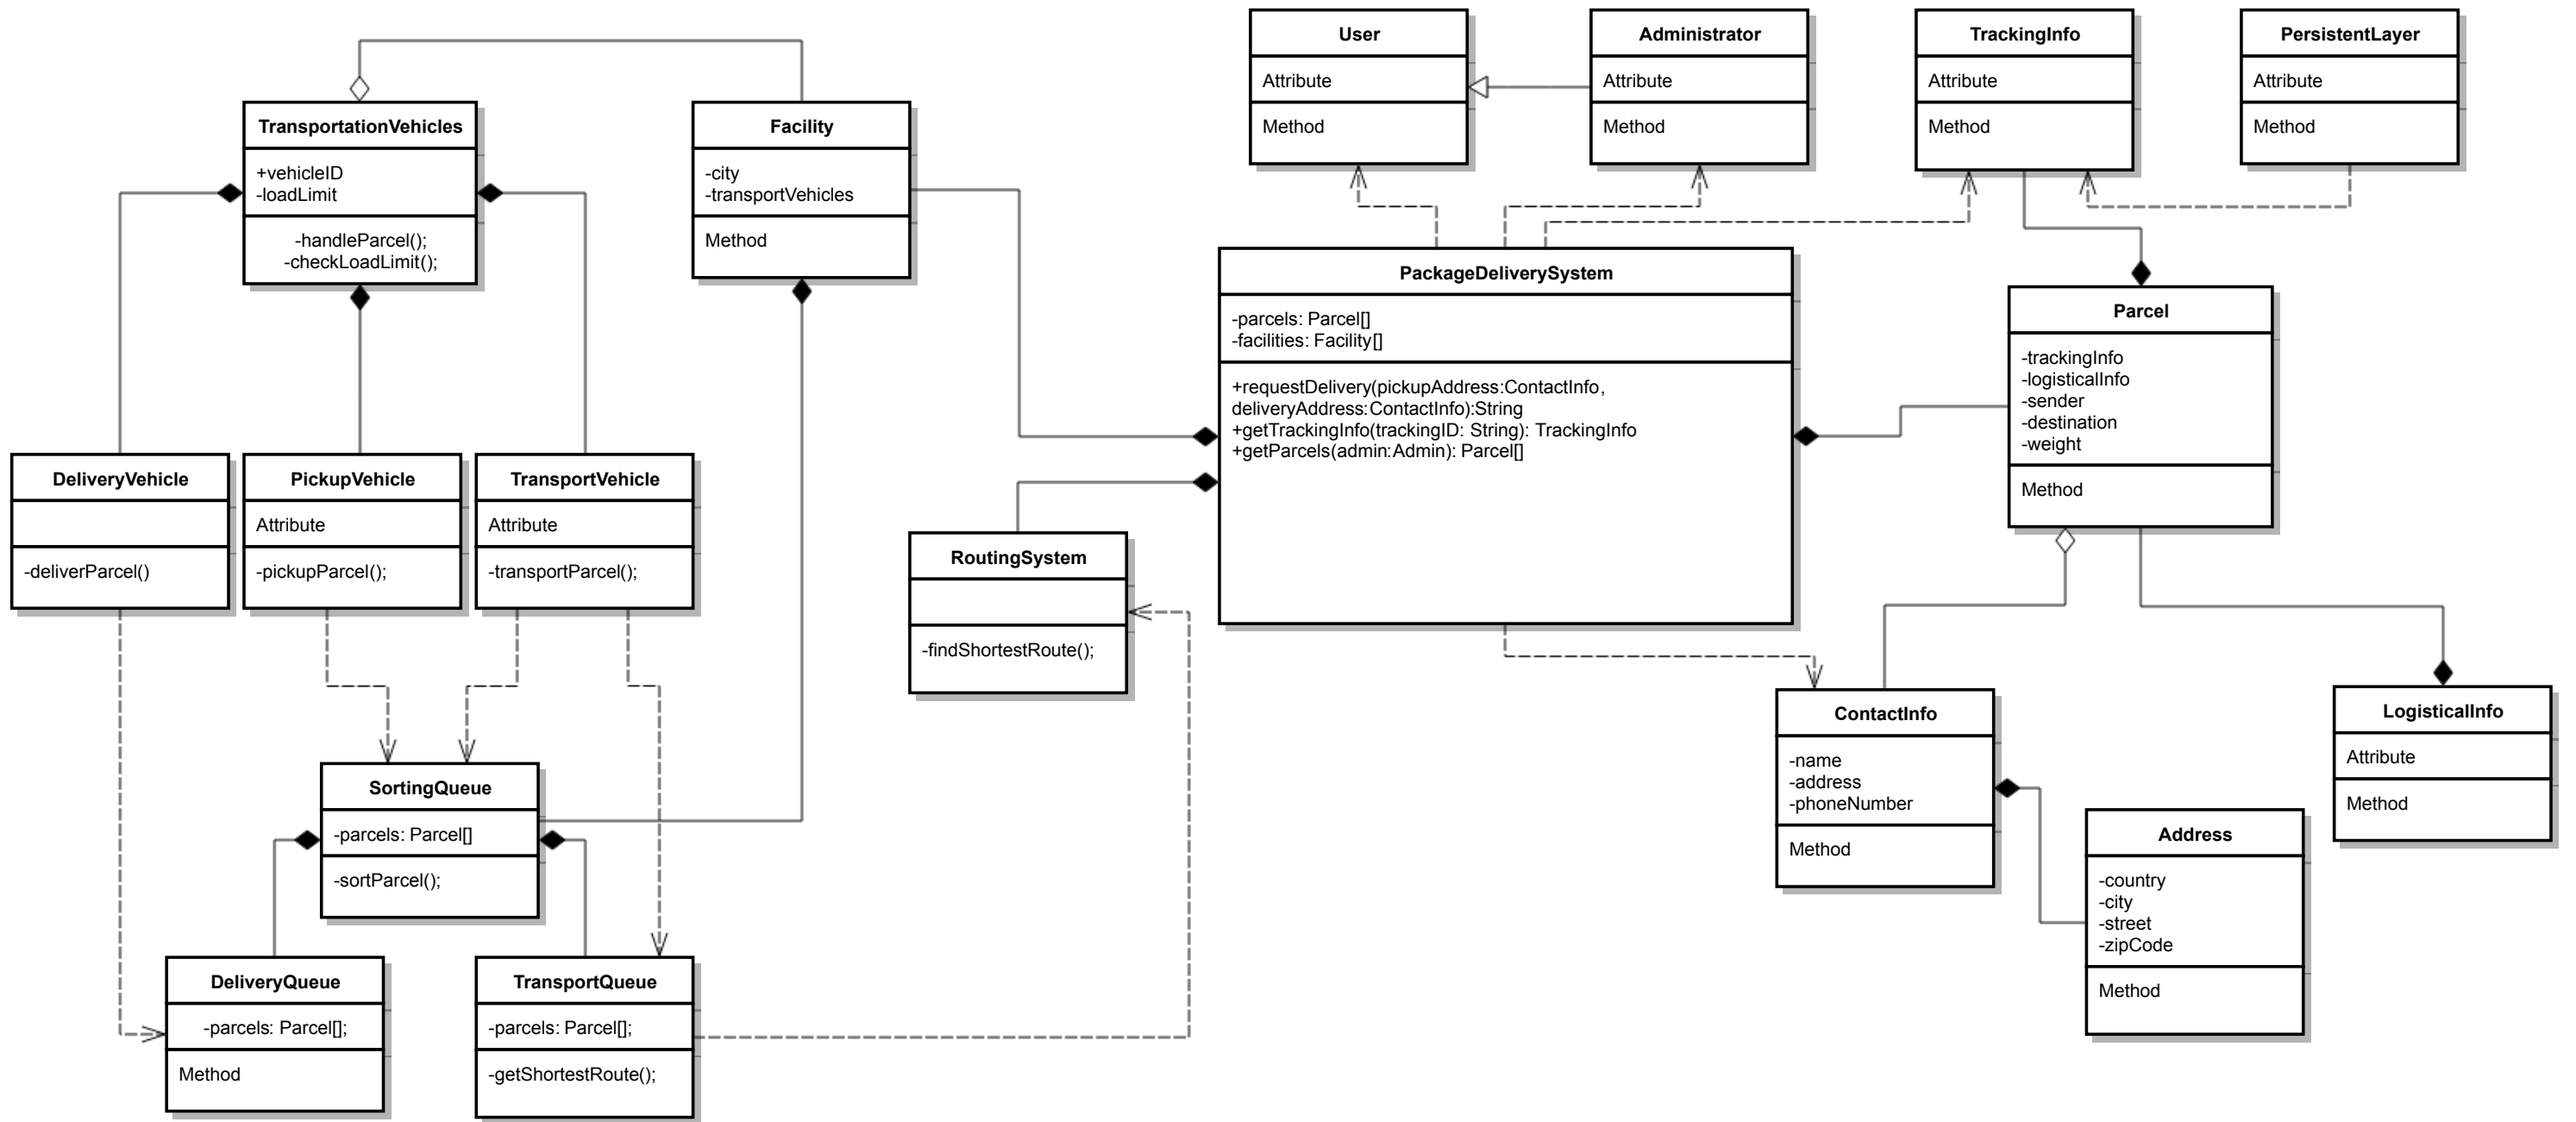 User
Attribute
Method
Administrator
Attribute
Method
TrackingInfo
Attribute
Method
PersistentLayer
Attribute
Method
TransportationVehicles
+vehicleID
-loadLimit
-handleParcel();
-checkLoadLimit();
Facility
-city
-transportVehicles
Method
PackageDeliverySystem
-parcels: Parcel[]
-facilities: Facility[]
+requestDelivery(pickupAddress:ContactInfo,
deliveryAddress:ContactInfo):String
+getTrackingInfo(trackingID: String): TrackingInfo
+getParcels(admin:Admin): Parcel[]
Parcel
-trackingInfo
-logisticalInfo
-sender
-destination
-weight
Method
DeliveryVehicle
-deliverParcel()
PickupVehicle
Attribute
-pickupParcel();
TransportVehicle
Attribute
-transportParcel();
RoutingSystem
-findShortestRoute();
ContactInfo
-name
-address
-phoneNumber
Method
LogisticalInfo
Attribute
Method
SortingQueue
-parcels: Parcel[]
-sortParcel();
Address
-country
-city
-street
-zipCode
Method
DeliveryQueue
-parcels: Parcel[];
Method
TransportQueue
-parcels: Parcel[];
-getShortestRoute();